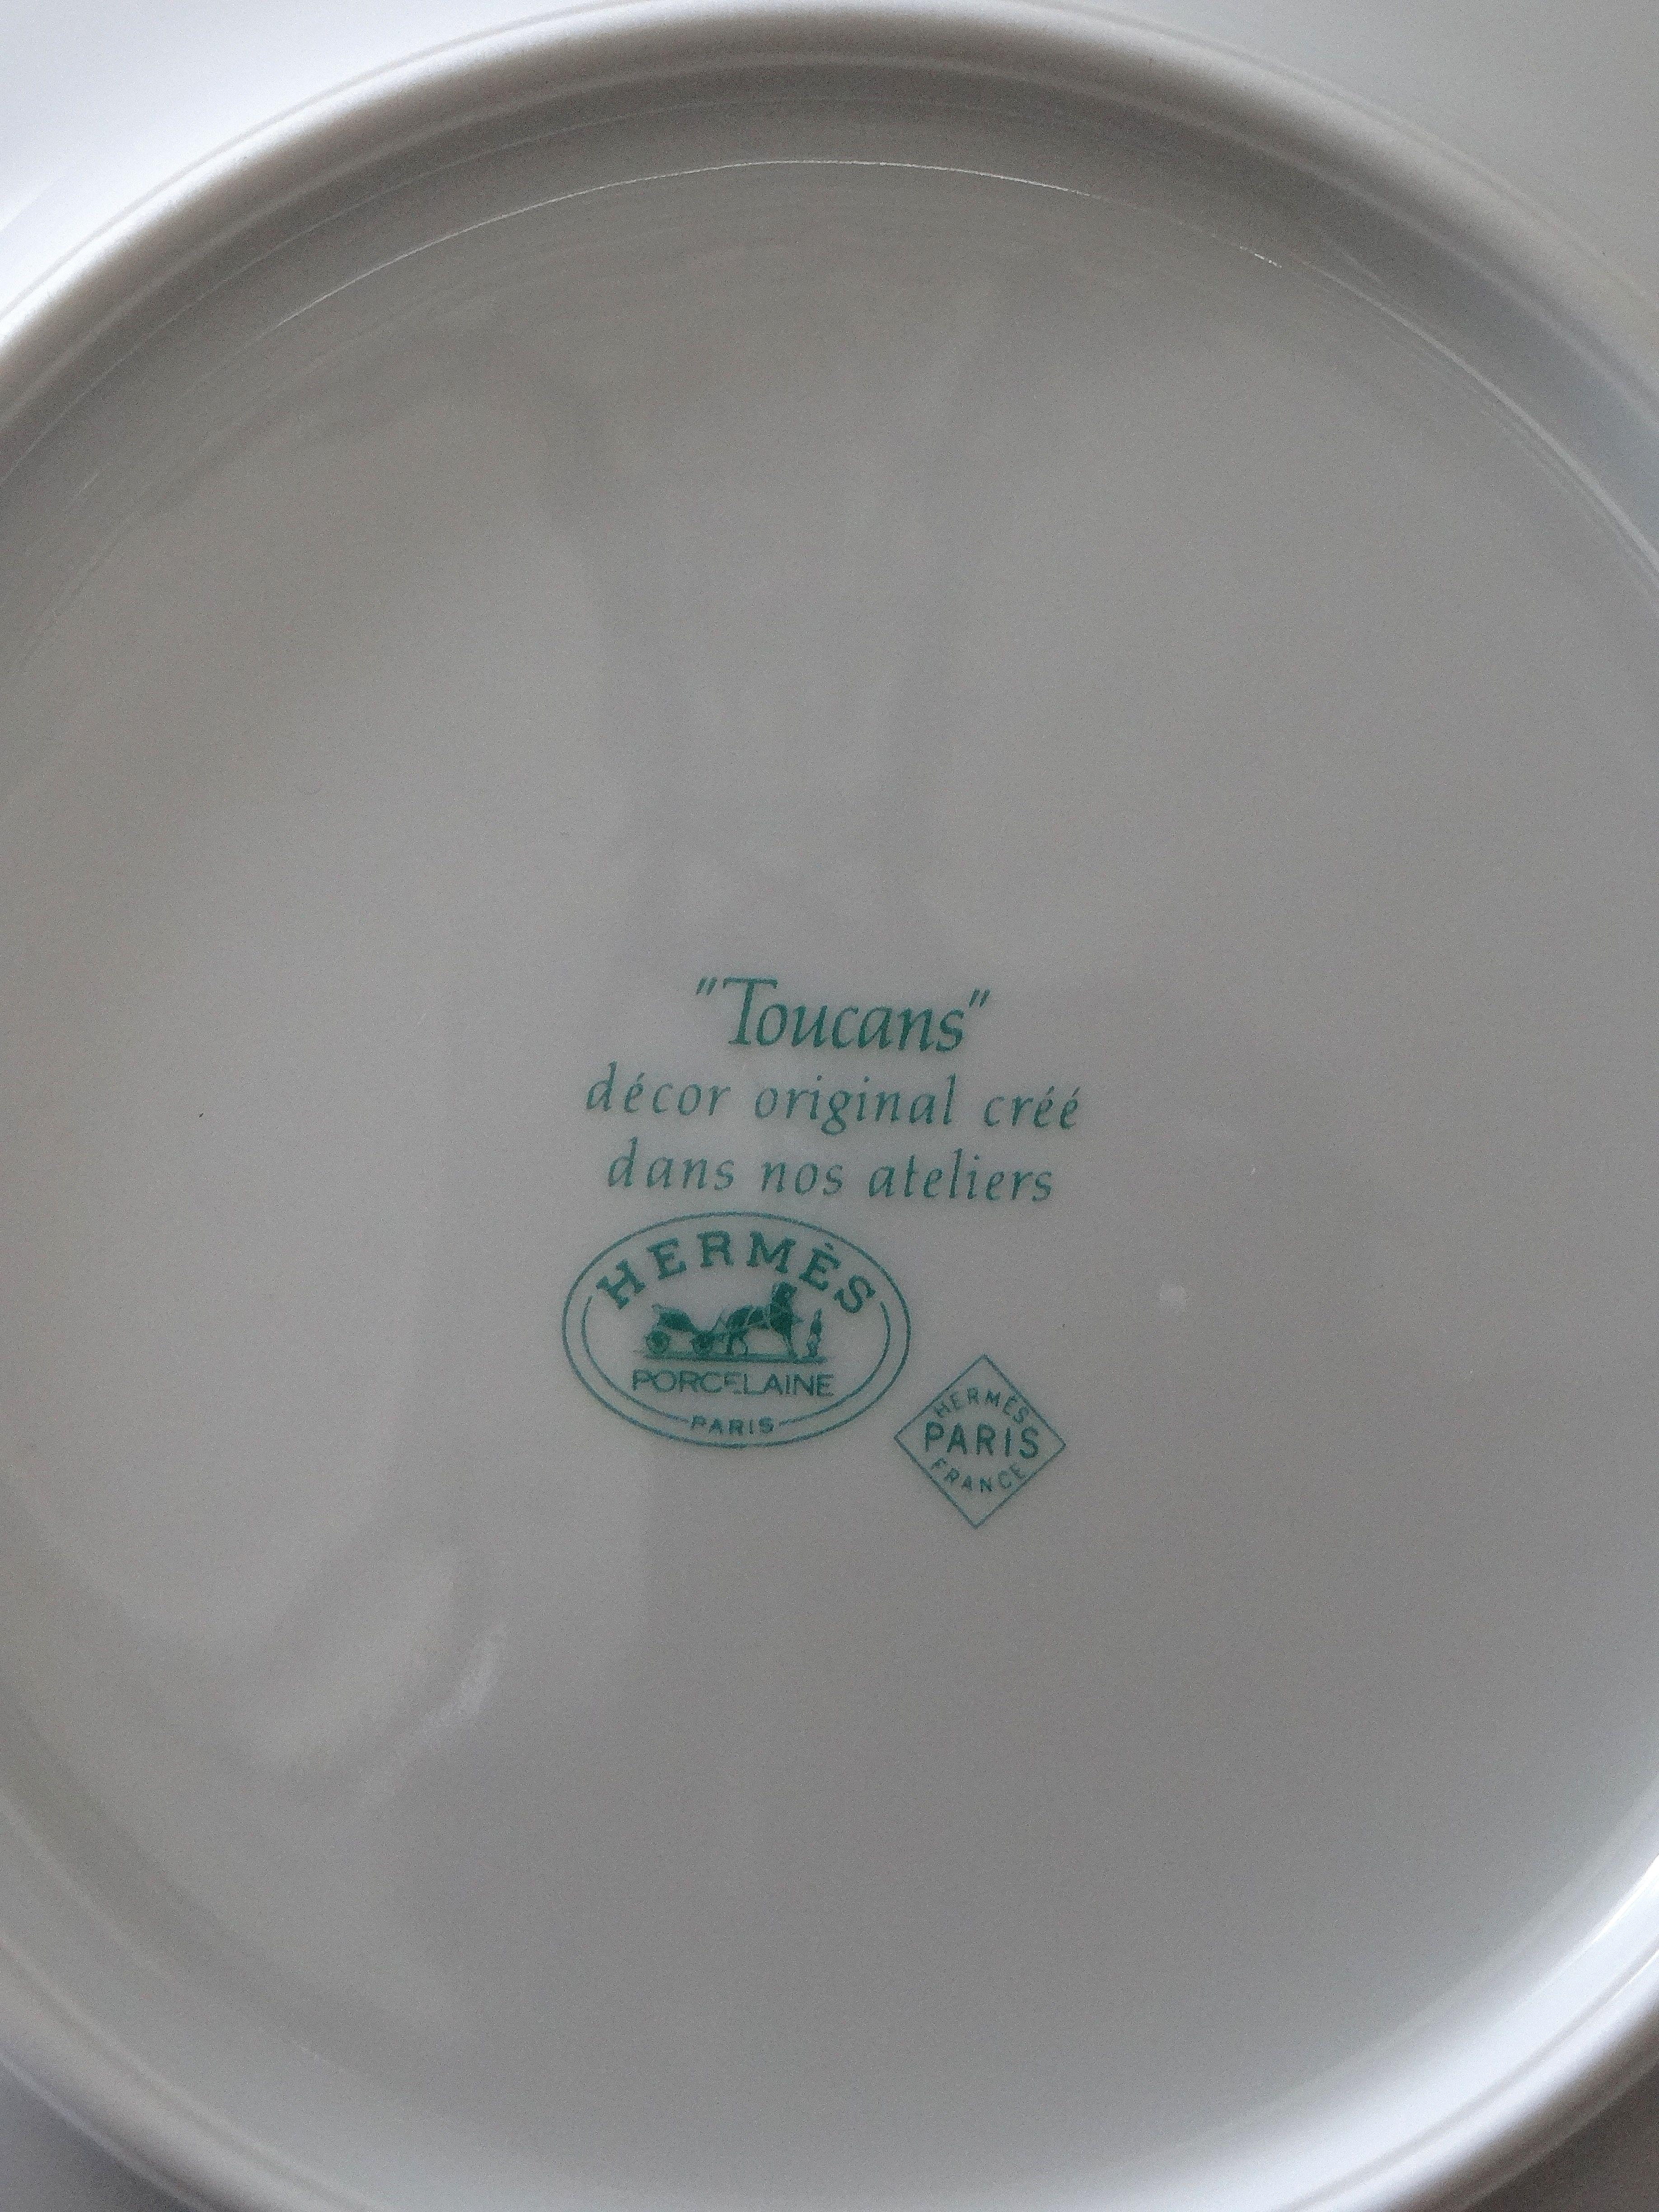 "Toucans"
décor original créé
dans nos ateliers
HERMÈS
PORCELAINE
PARIS
HERMÈS
PARIS
FRANCE